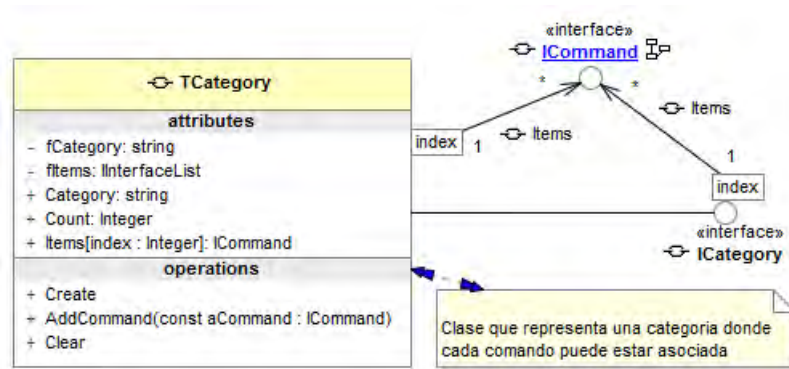 TCategory
attributes
- fCategory: string
- fItems: IInterfaceList
+ Category: string
+ Count: Integer
+ Items[index : Integer]: ICommand
operations
+ Create
+ AddCommand(const aCommand : ICommand)
+ Clear
«interface»
ICommand
* *
Items
index 1 Items
1
index
«interface»
ICategory
Clase que representa una categoria donde
cada comando puede estar asociada